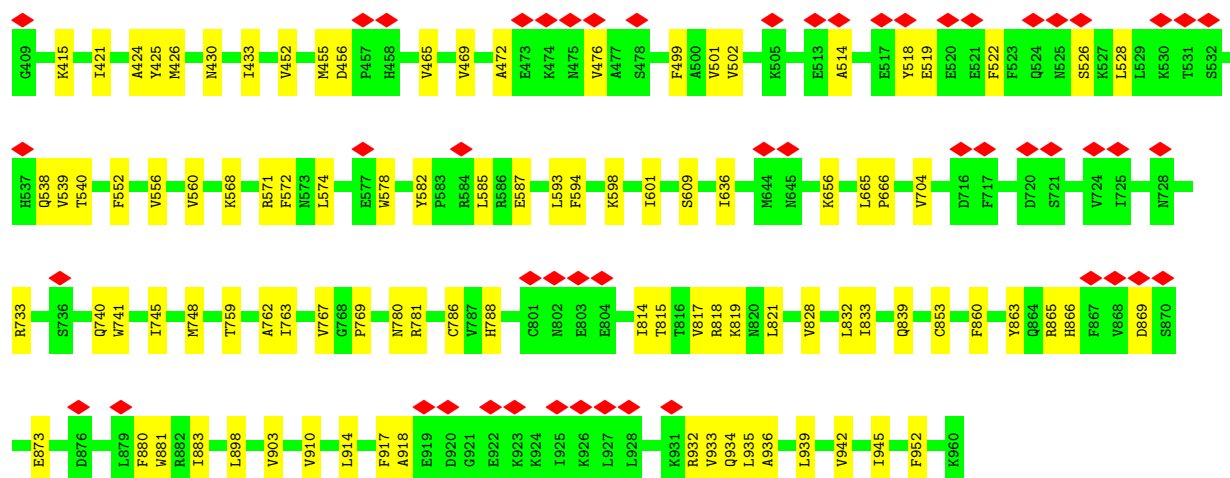 G409 K415 I421 A424 Y425 M426 N430 I433 V452 M455 D456 P457 H458 V465 V469 A472 E473 K474 N475 V476 A477 S478 F499 A500 V501 V502 K505 E513 A514 E517 Y518 E519 E520 E521 F522 F523 Q524 N525 S526 K527 L528 L529 K530 T531 S532
H537 Q538 V539 T540 F552 V556 V560 K568 R571 F572 N573 L574 E577 W578 Y582 P583 R584 L585 R586 E587 L593 F594 K598 I601 S609 I636 M644 N645 K656 L665 P666 V704 D716 F717 D720 S721 V724 I725 N728
R733 S736 Q740 W741 I745 M748 T759 A762 I763 V767 G768 P769 N780 R781 C786 V787 H788 C801 N802 E803 E804 I814 T815 T816 V817 R818 K819 N820 L821 V828 L832 I833 Q839 C853 F860 Y863 Q864 R865 H866 F867 V868 D869 S870
E873 D876 L879 F880 W881 R882 I883 L898 V903 V910 L914 F917 A918 E919 D920 G921 E922 K923 K924 I925 K926 L927 L928 K931 R932 V933 Q934 L935 A936 L939 V942 I945 F952 K960